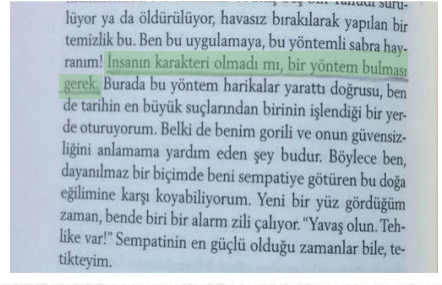 lüyor ya da öldürülüyor, havasız bırakılarak yapılan bir
temizlik bu. Ben bu uygulamaya, bu yöntemli sabra hay-
ranım! İnsanın karakteri olmadı mı, bir yöntem bulması
gerek. Burada bu yöntem harikalar yarattı doğrusu, ben
de tarihin en büyük suçlarından birinin işlendiği bir yer-
de oturuyorum. Belki de benim gorili ve onun güvensiz-
liğini anlamama yardım eden şey budur. Böylece ben,
dayanılmaz bir biçimde beni sempatiye götüren bu doğa
eğilimine karşı koyabiliyorum. Yeni bir yüz gördüğüm
zaman, bende biri bir alarm zili çalıyor. “Yavaş olun. Teh-
like var!” Sempatinin en güçlü olduğu zamanlar bile, te-
tikteyim.